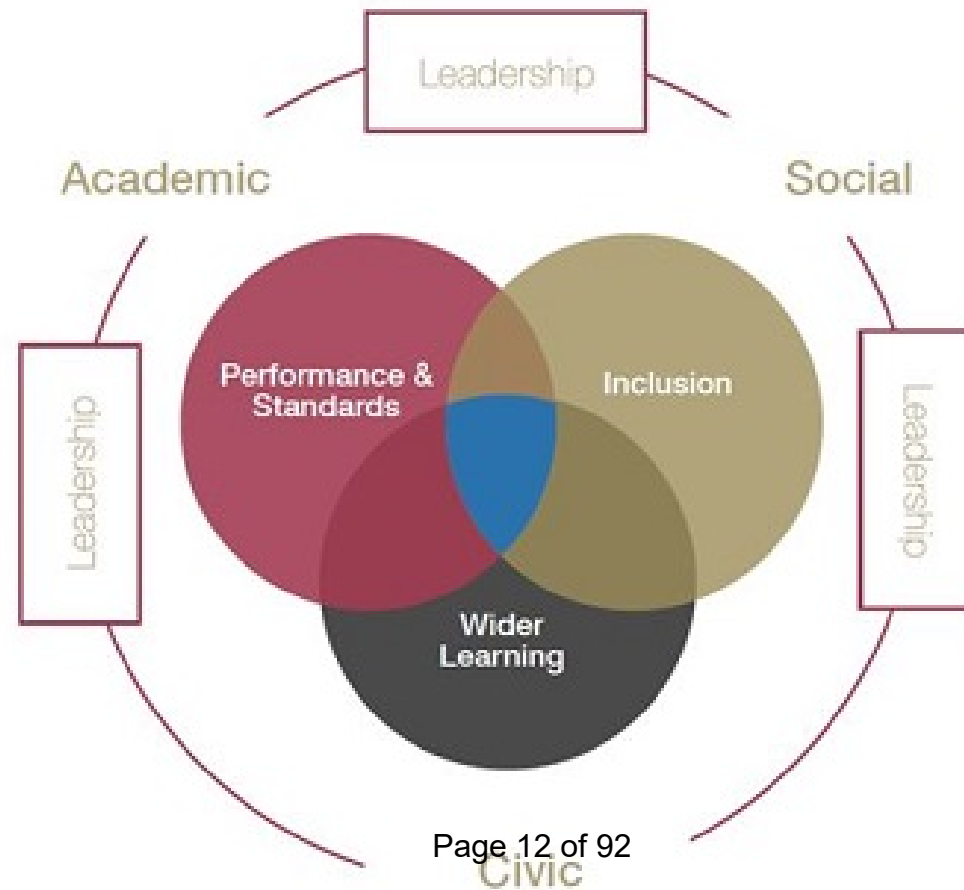 Leadership
Academic
Social
Performance &
Standards
Inclusion
Leadership
Leadership
Wider
Learning
Page 12 of 92
Civic